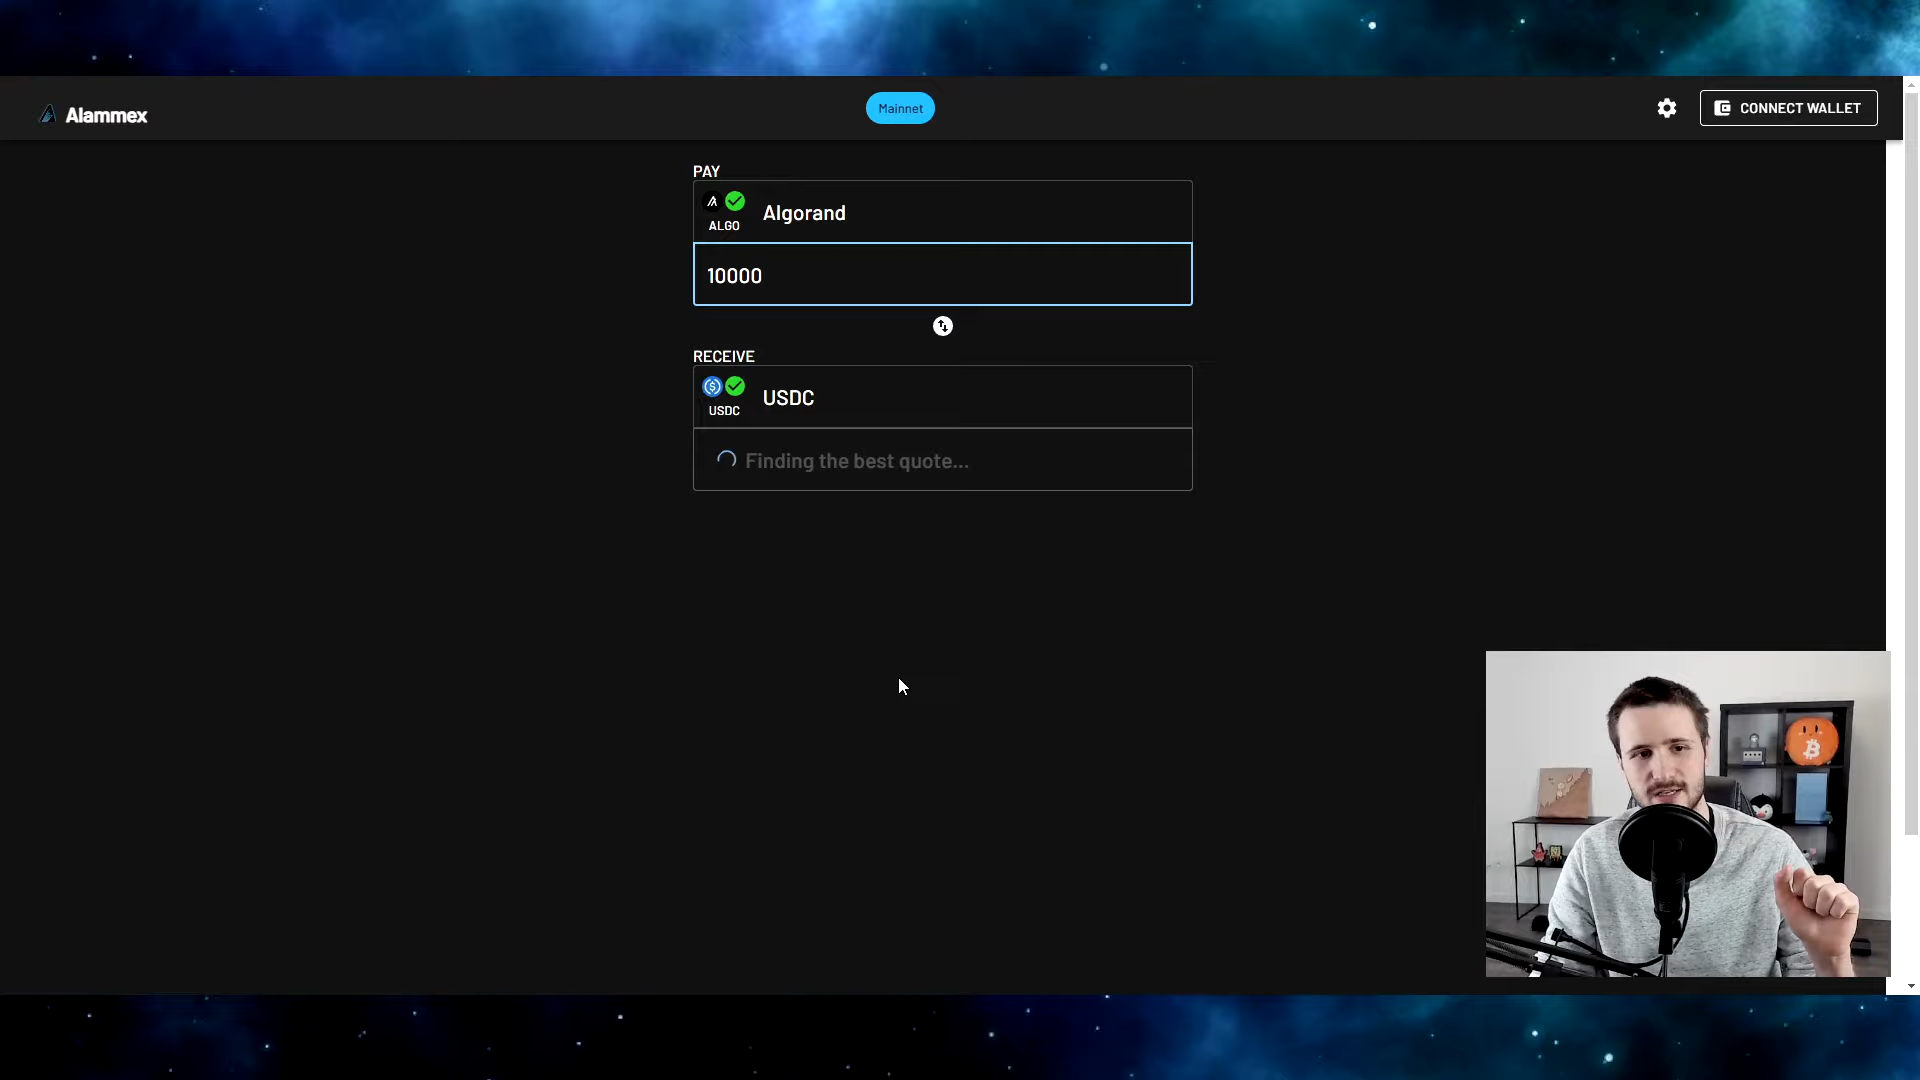 Alammex
Mainnet
CONNECT WALLET
PAY
ALGO
Algorand
10000
RECEIVE
USDC
USDC
Finding the best quote...